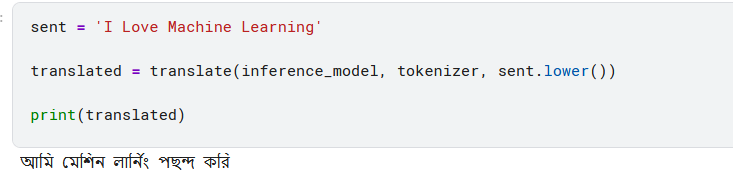 sent = 'I Love Machine Learning'
translated = translate(inference_model, tokenizer, sent.lower())
print(translated)
আমি মেশিন লার্নিং পছন্দ করি